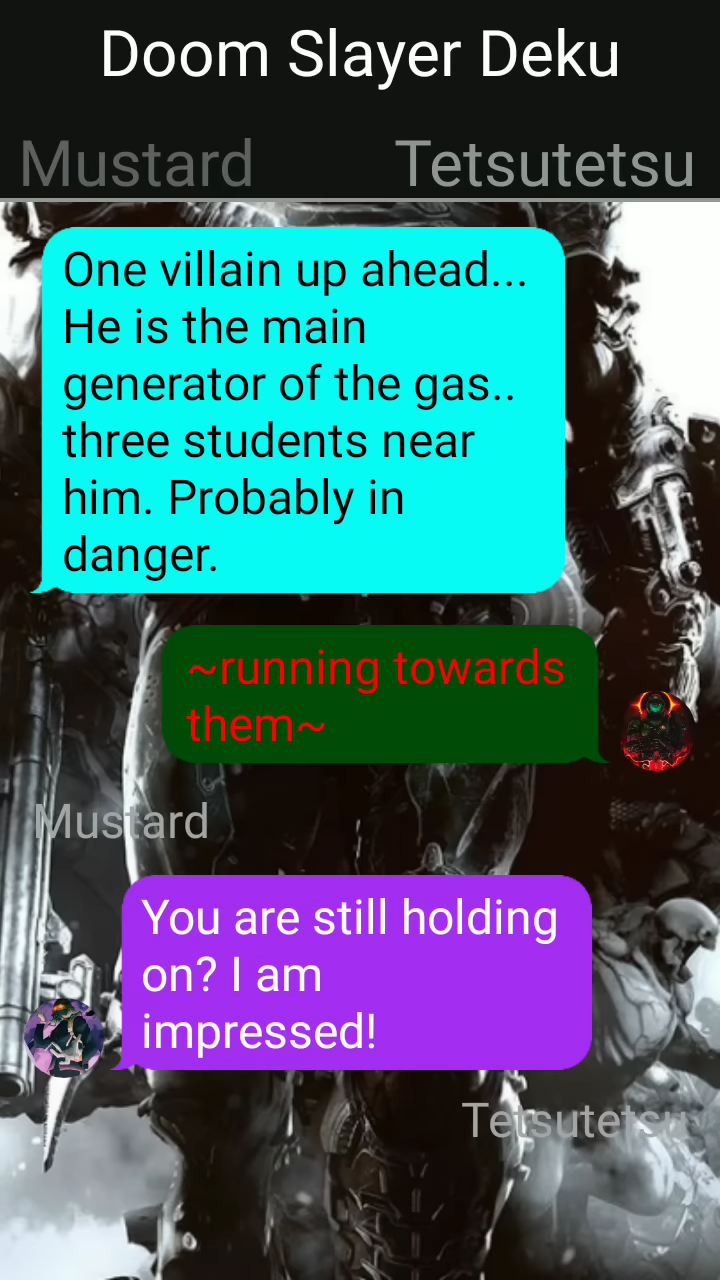 Doom Slayer Deku
Mustard
Tetsutetsu
One villain up ahead...
He is the main
generator of the gas..
three students near
him. Probably in
danger.
~running towards
them~
Mustard
You are still holding
on? I am
impressed!
Tetsutetsu